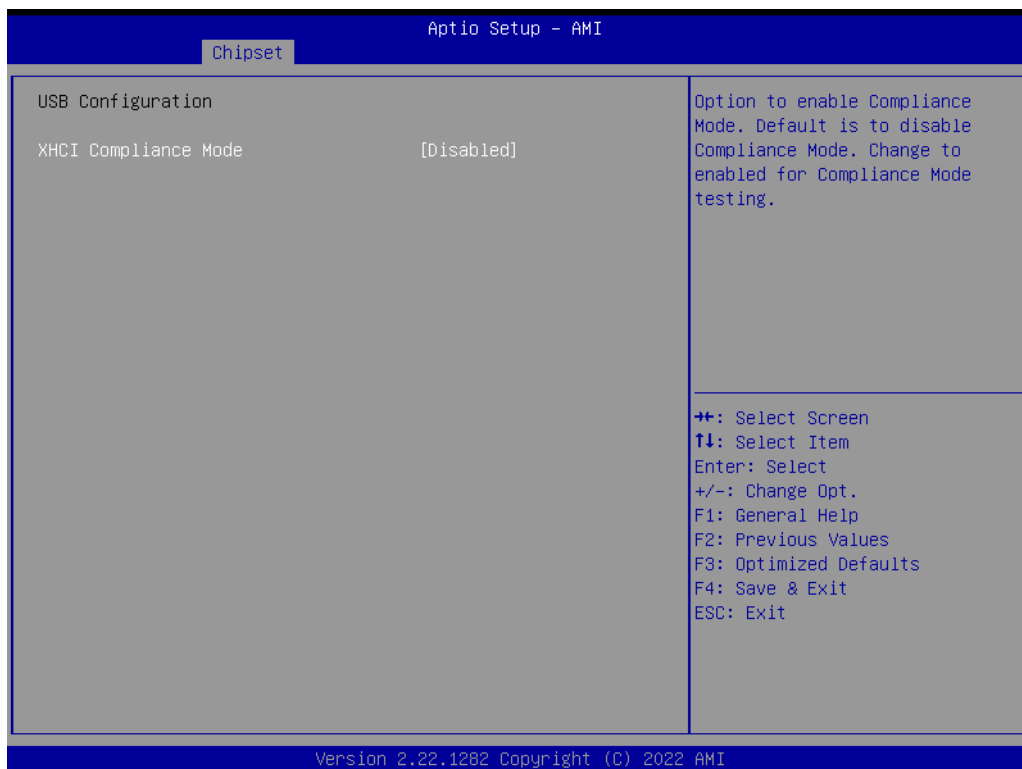 Aptio Setup – AMI
Chipset
USB Configuration
XHCI Compliance Mode [Disabled]
Option to enable Compliance
Mode. Default is to disable
Compliance Mode. Change to
enabled for Compliance Mode
testing.
→←: Select Screen
↑↓: Select Item
Enter: Select
+/-: Change Opt.
F1: General Help
F2: Previous Values
F3: Optimized Defaults
F4: Save & Exit
ESC: Exit
Version 2.22.1282 Copyright (C) 2022 AMI